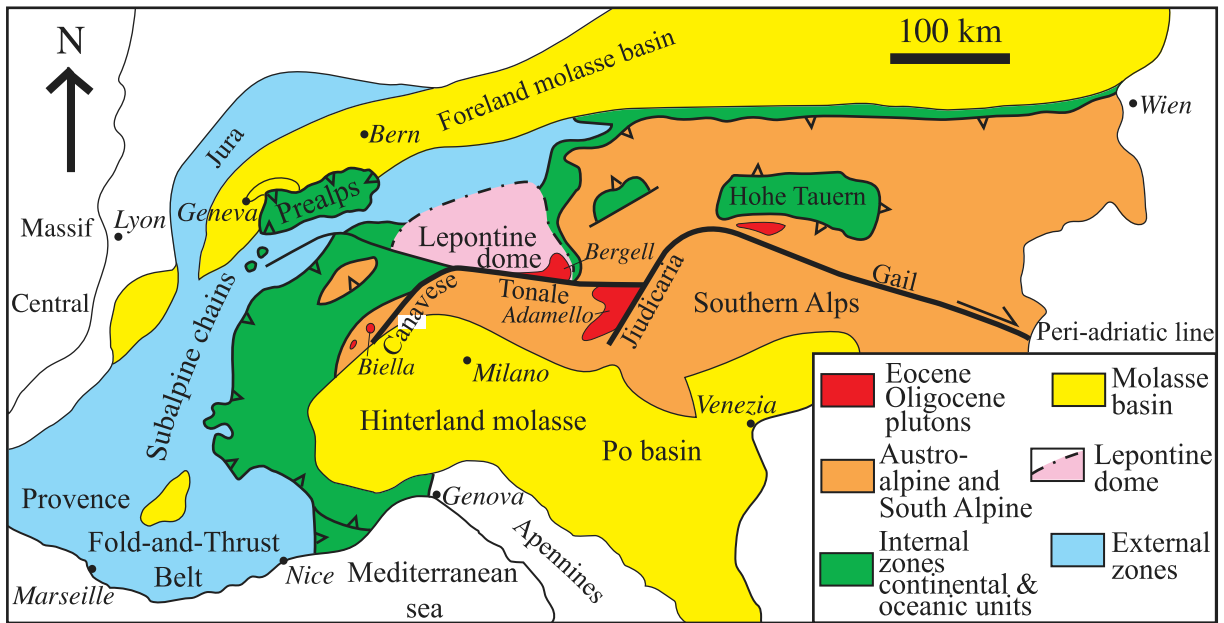 N
100 km
Wien
Foreland molasse basin
Bern
Jura
Geneva
Prealps
Hohe Tauern
Massif
Lyon
Lepontine
dome
Bergell
Central
Subalpine chains
Canavese
Tonale
Adamello
Jiudicaria
Southern Alps
Gail
Peri-adriatic line
Biella
Milano
Hinterland molasse
Venezia
Po basin
Provence
Genova
Apennines
Fold-and-Thrust
Belt
Nice
Marseille
Mediterranean
sea
Eocene
Oligocene
plutons
Molasse
basin
Austro-
alpine and
South Alpine
Lepontine
dome
Internal
zones
continental &
oceanic units
External
zones